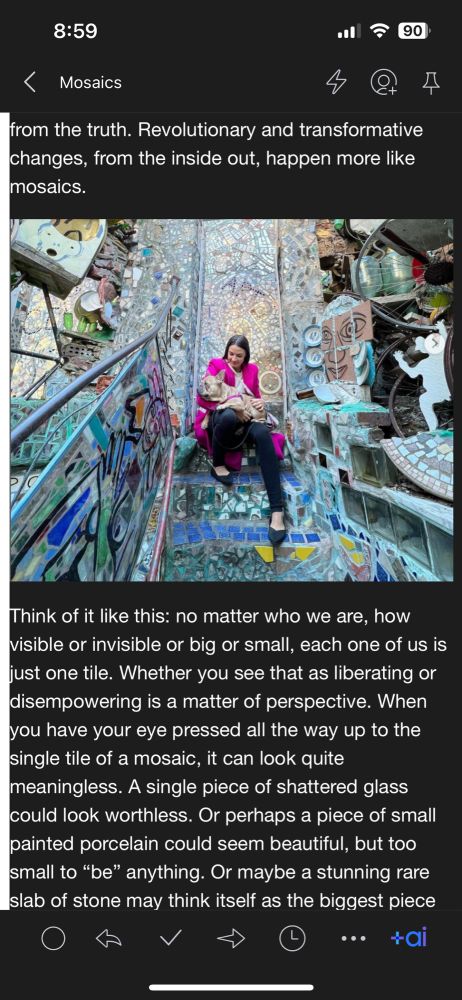 8:59
90
Mosaics
from the truth. Revolutionary and transformative
changes, from the inside out, happen more like
mosaics.
Think of it like this: no matter who we are, how
visible or invisible or big or small, each one of us is
just one tile. Whether you see that as liberating or
disempowering is a matter of perspective. When
you have your eye pressed all the way up to the
single tile of a mosaic, it can look quite
meaningless. A single piece of shattered glass
could look worthless. Or perhaps a piece of small
painted porcelain could seem beautiful, but too
small to “be” anything. Or maybe a stunning rare
slab of stone may think itself as the biggest piece
+ai